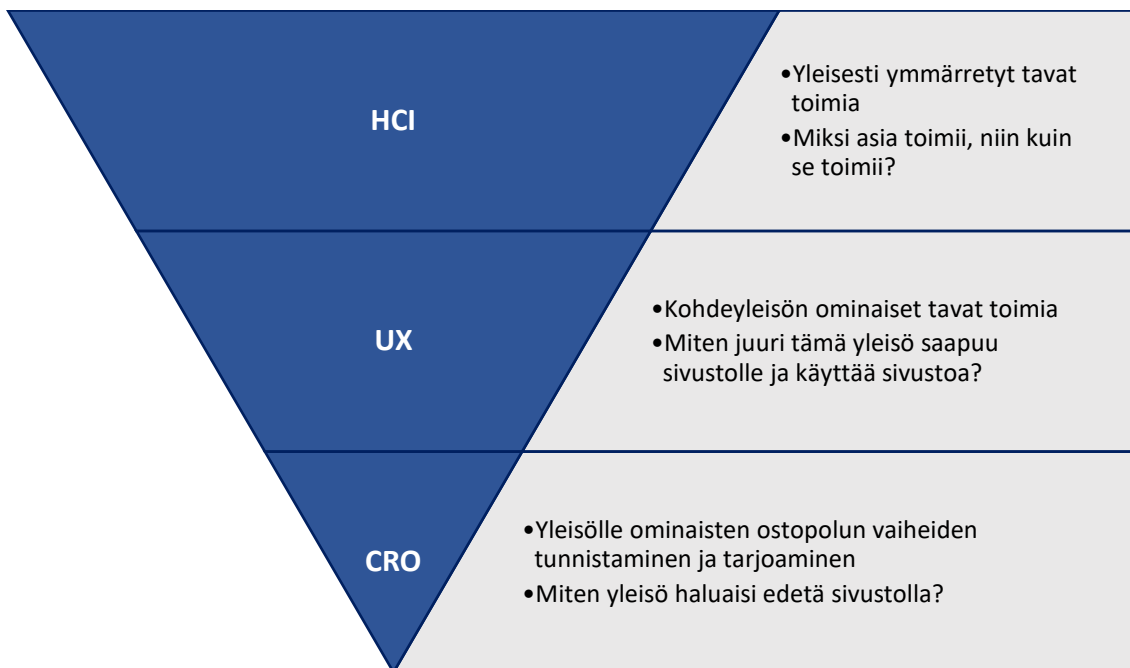 HCI
•Yleisesti ymmärretyt tavat
toimia
•Miksi asia toimii, niin kuin
se toimii?
UX
•Kohdeyleisön ominaiset tavat toimia
•Miten juuri tämä yleisö saapuu
sivustolle ja käyttää sivustoa?
CRO
•Yleisölle ominaisten ostopolun vaiheiden
tunnistaminen ja tarjoaminen
•Miten yleisö haluaisi edetä sivustolla?